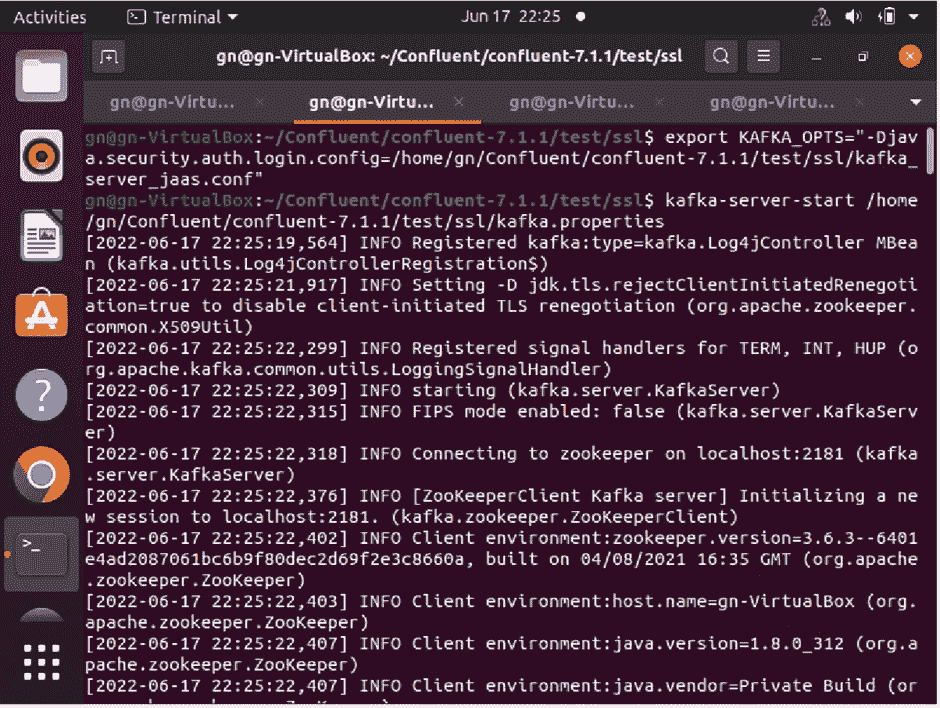 Activities
Terminal
Jun 17 22:25
gn@gn-VirtualBox: ~/Confluent/confluent-7.1.1/test/ssl
gn@gn-Virtu... gn@gn-Virtu... gn@gn-Virtu... gn@gn-Virtu...
gn@gn-VirtualBox:~/Confluent/confluent-7.1.1/test/ssl$ export KAFKA_OPTS="-Djav
a.security.auth.login.config=/home/gn/Confluent/confluent-7.1.1/test/ssl/kafka_
server_jaas.conf"
gn@gn-VirtualBox:~/Confluent/confluent-7.1.1/test/ssl$ kafka-server-start /home
/gn/Confluent/confluent-7.1.1/test/ssl/kafka.properties
[2022-06-17 22:25:19,564] INFO Registered kafka:type=kafka.Log4jController MBea
n (kafka.utils.Log4jControllerRegistration$)
[2022-06-17 22:25:21,917] INFO Setting -D jdk.tls.rejectClientInitiatedRenegoti
ation=true to disable client-initiated TLS renegotiation (org.apache.zookeeper.
common.X509Util)
[2022-06-17 22:25:22,299] INFO Registered signal handlers for TERM, INT, HUP (o
rg.apache.kafka.common.utils.LoggingSignalHandler)
[2022-06-17 22:25:22,309] INFO starting (kafka.server.KafkaServer)
[2022-06-17 22:25:22,315] INFO FIPS mode enabled: false (kafka.server.KafkaServ
er)
[2022-06-17 22:25:22,318] INFO Connecting to zookeeper on localhost:2181 (kafka
.server.KafkaServer)
[2022-06-17 22:25:22,376] INFO [ZooKeeperClient Kafka server] Initializing a ne
w session to localhost:2181. (kafka.zookeeper.ZooKeeperClient)
[2022-06-17 22:25:22,402] INFO Client environment:zookeeper.version=3.6.3--6401
e4ad2087061bc6b9f80dec2d69f2e3c8660a, built on 04/08/2021 16:35 GMT (org.apache
.zookeeper.ZooKeeper)
[2022-06-17 22:25:22,403] INFO Client environment:host.name=gn-VirtualBox (org.
apache.zookeeper.ZooKeeper)
[2022-06-17 22:25:22,407] INFO Client environment:java.version=1.8.0_312 (org.a
pache.zookeeper.ZooKeeper)
[2022-06-17 22:25:22,407] INFO Client environment:java.vendor=Private Build (or